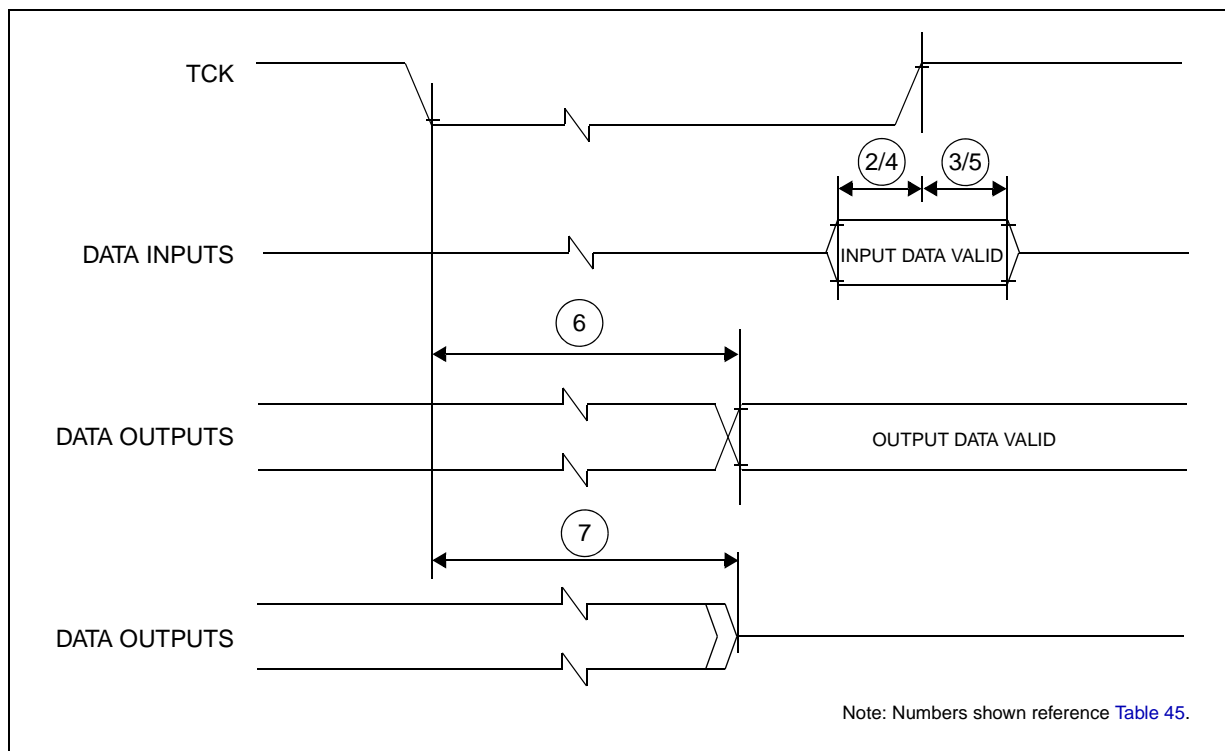 TCK
2/4
3/5
DATA INPUTS
INPUT DATA VALID
6
DATA OUTPUTS
OUTPUT DATA VALID
7
DATA OUTPUTS
Note: Numbers shown reference Table 45.